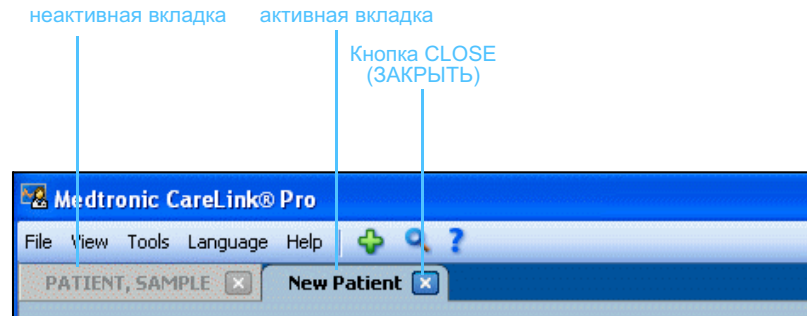 неактивная вкладка активная вкладка
Кнопка CLOSE
(ЗАКРЫТЬ)
Medtronic CareLink® Pro
File View Tools Language Help
PATIENT, SAMPLE New Patient